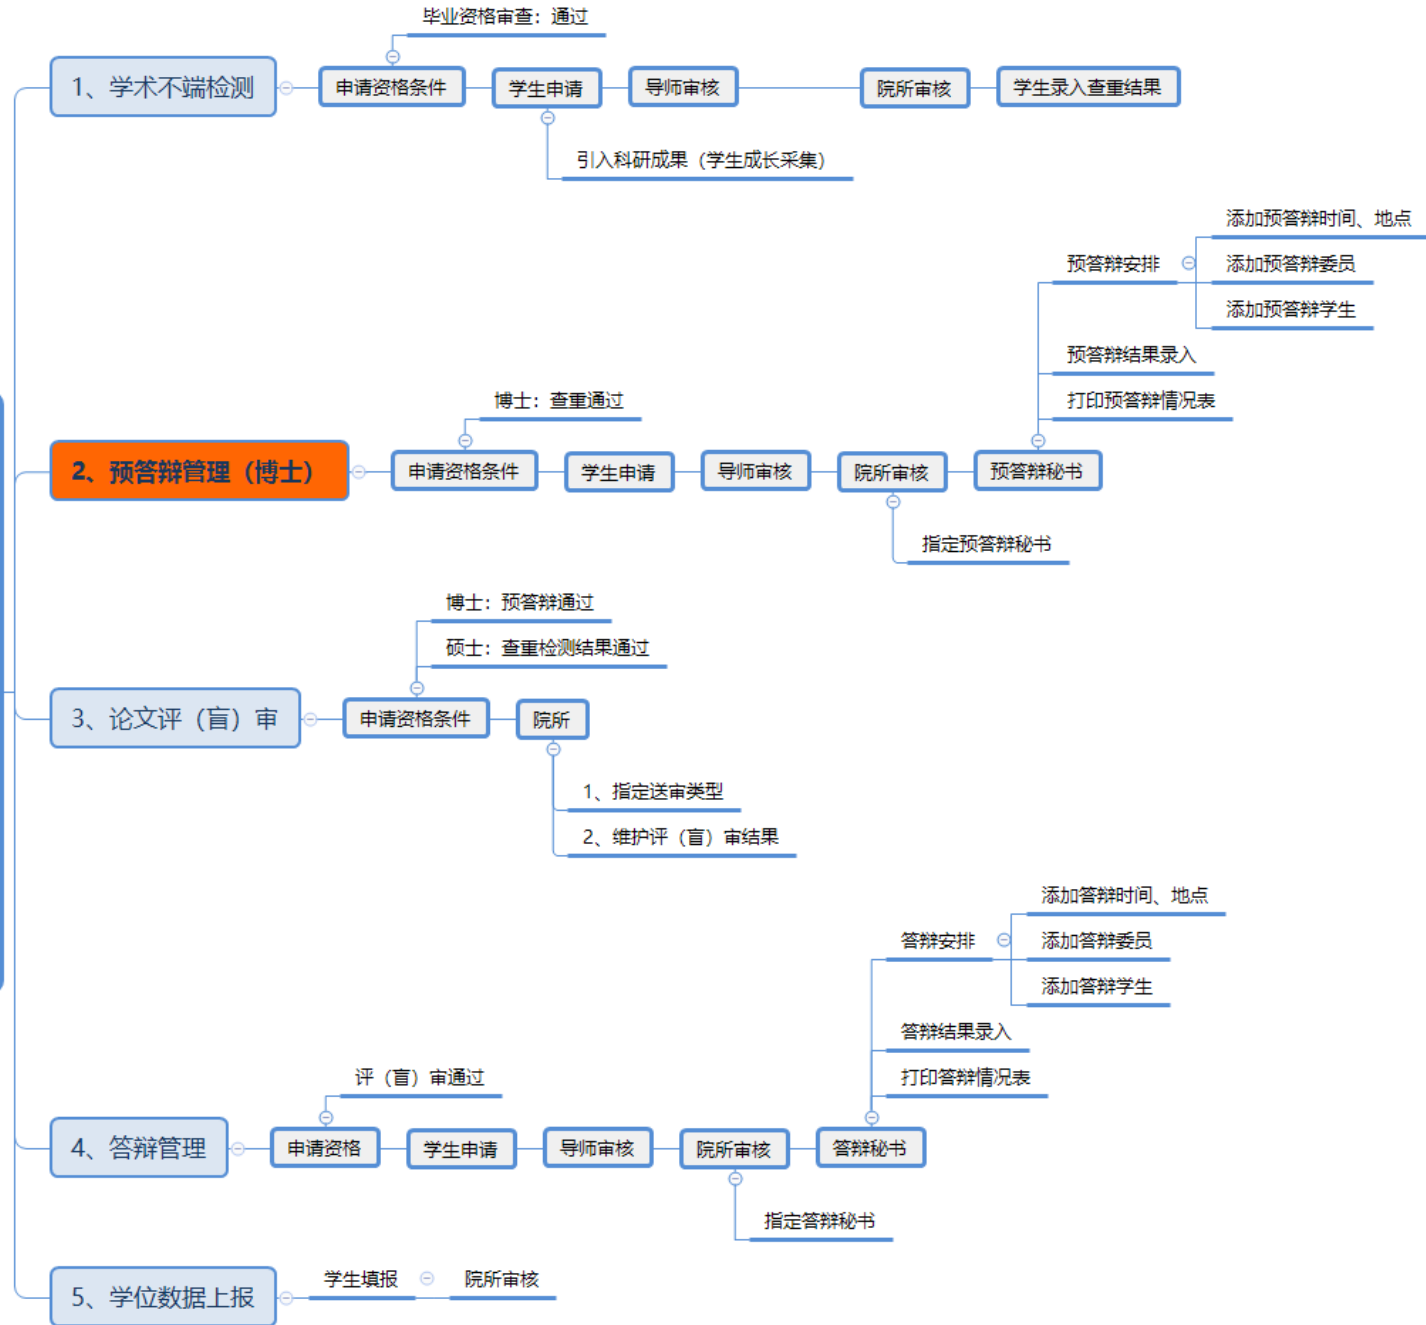 毕业资格审查：通过
1、学术不端检测
申请资格条件
学生申请
导师审核
院所审核
学生录入查重结果
引入科研成果（学生成长采集）
添加预答辩时间、地点
预答辩安排
添加预答辩委员
添加预答辩学生
预答辩结果录入
打印预答辩情况表
博士：查重通过
2、预答辩管理（博士）
申请资格条件
学生申请
导师审核
院所审核
预答辩秘书
指定预答辩秘书
博士：预答辩通过
硕士：查重检测结果通过
3、论文评（盲）审
申请资格条件
院所
1、指定送审类型
2、维护评（盲）审结果
添加答辩时间、地点
答辩安排
添加答辩委员
添加答辩学生
答辩结果录入
打印答辩情况表
评（盲）审通过
4、答辩管理
申请资格
学生申请
导师审核
院所审核
答辩秘书
指定答辩秘书
5、学位数据上报
学生填报
院所审核